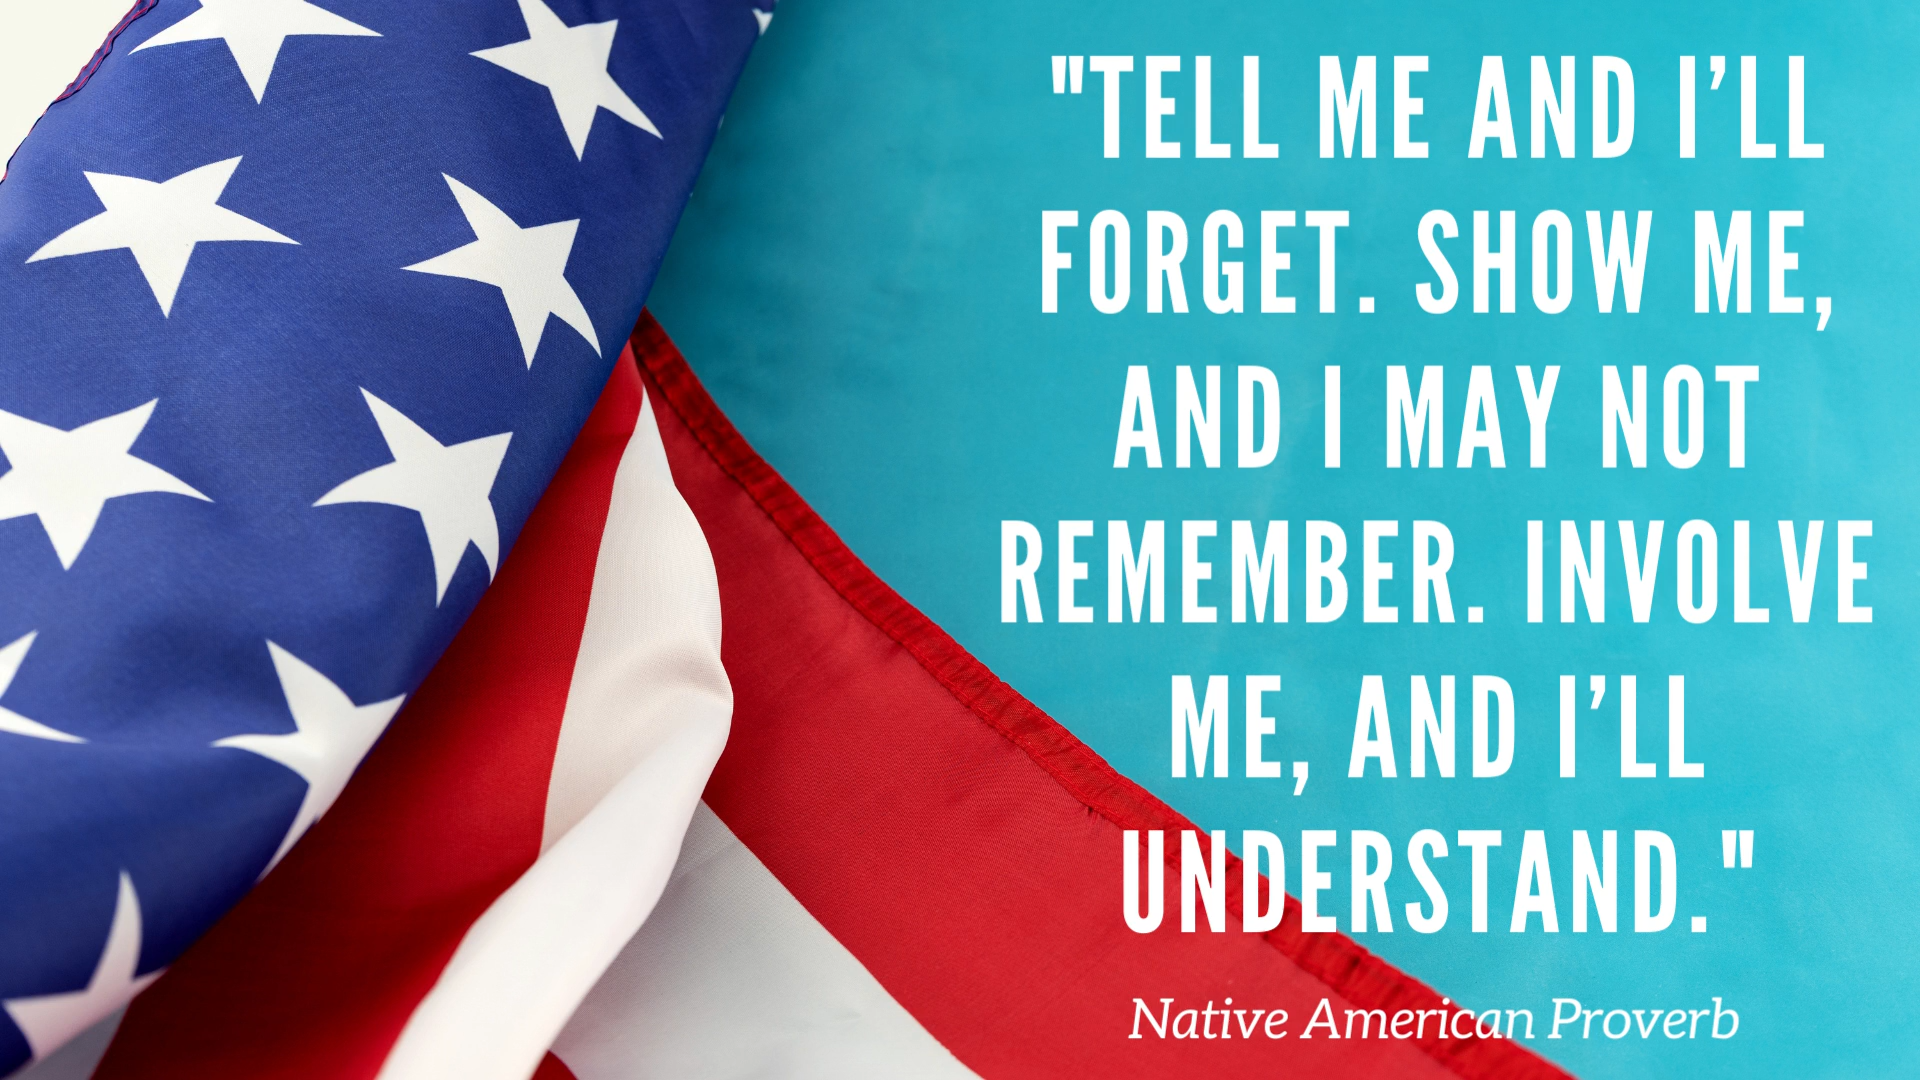 "TELL ME AND I’LL
FORGET. SHOW ME,
AND I MAY NOT
REMEMBER. INVOLVE
ME, AND I’LL
UNDERSTAND."
Native American Proverb